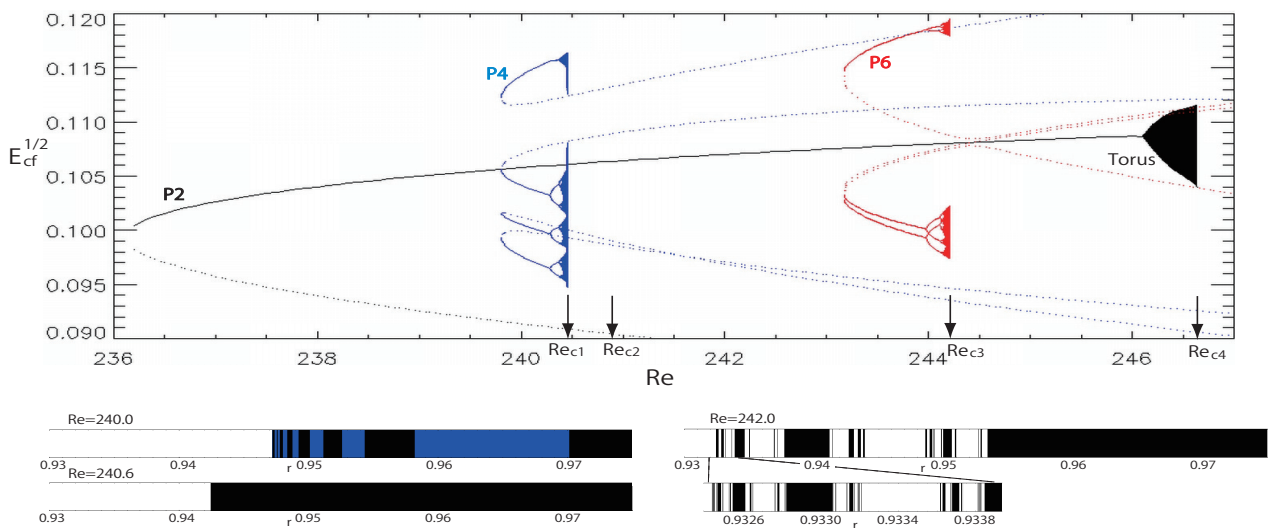 0.120
0.115
0.110
0.105
0.100
0.095
0.090
E_cf^1/2
P4
P6
P2
Torus
236 238 240 242 244 246
Re_c1 Re_c2 Re_c3 Re_c4
Re
Re=240.0
0.93 0.94 0.95 0.96 0.97
r
Re=240.6
0.93 0.94 0.95 0.96 0.97
r
Re=242.0
0.93 0.94 0.95 0.96 0.97
r
0.9326 0.9330 0.9334 0.9338
r